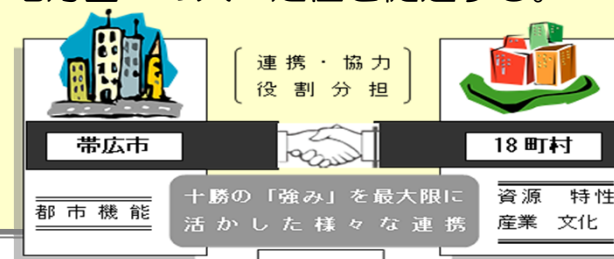 連携・協力
役割分担
帯広市
18町村
十勝の「強み」を最大限に
活かした様々な連携
都市機能
資源 特性
産業 文化